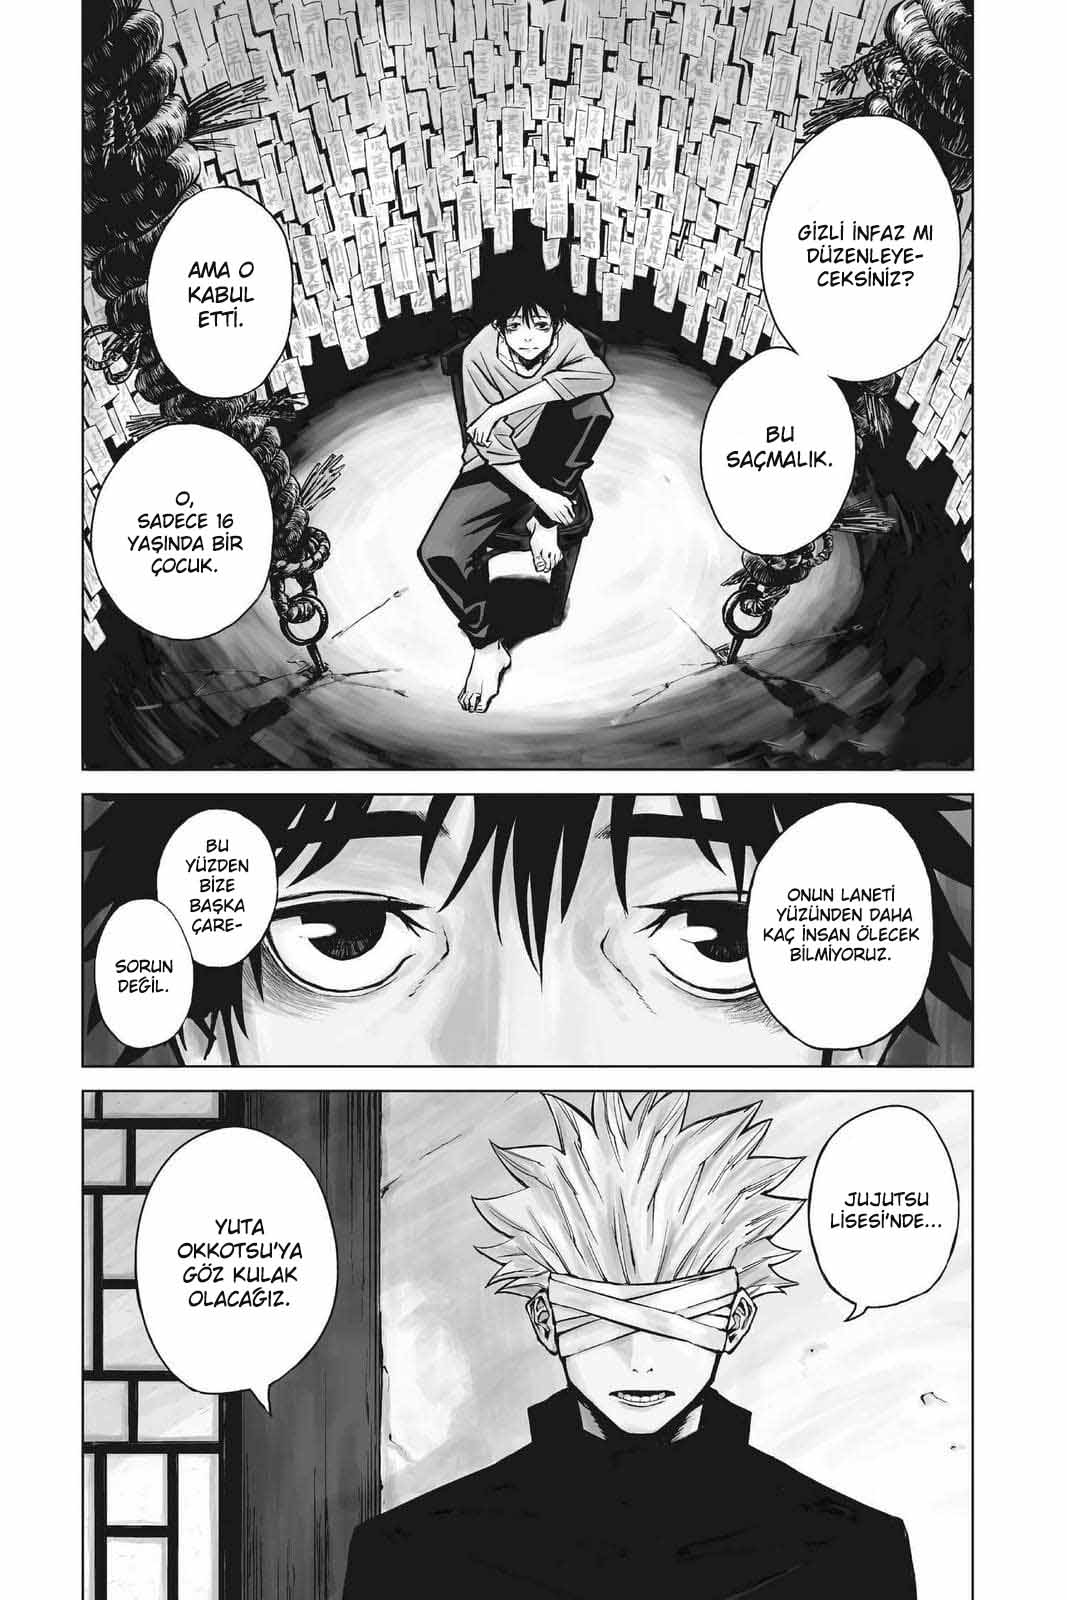 GİZLİ İNFAZ MI
DÜZENLEYE-
CEKSİNİZ?
BU
SAÇMALIK.
AMA O
KABUL
ETTİ.
O,
SADECE 16
YAŞINDA BİR
ÇOCUK.
ONUN LANETİ
YÜZÜNDEN DAHA
KAÇ İNSAN ÖLECEK
BİLMİYORUZ.
BU
YÜZDEN
BİZE
BAŞKA
ÇARE-
SORUN
DEĞİL.
JUJUTSU
LİSESİ'NDE...
YUTA
OKKOTSU'YA
GÖZ KULAK
OLACAĞIZ.